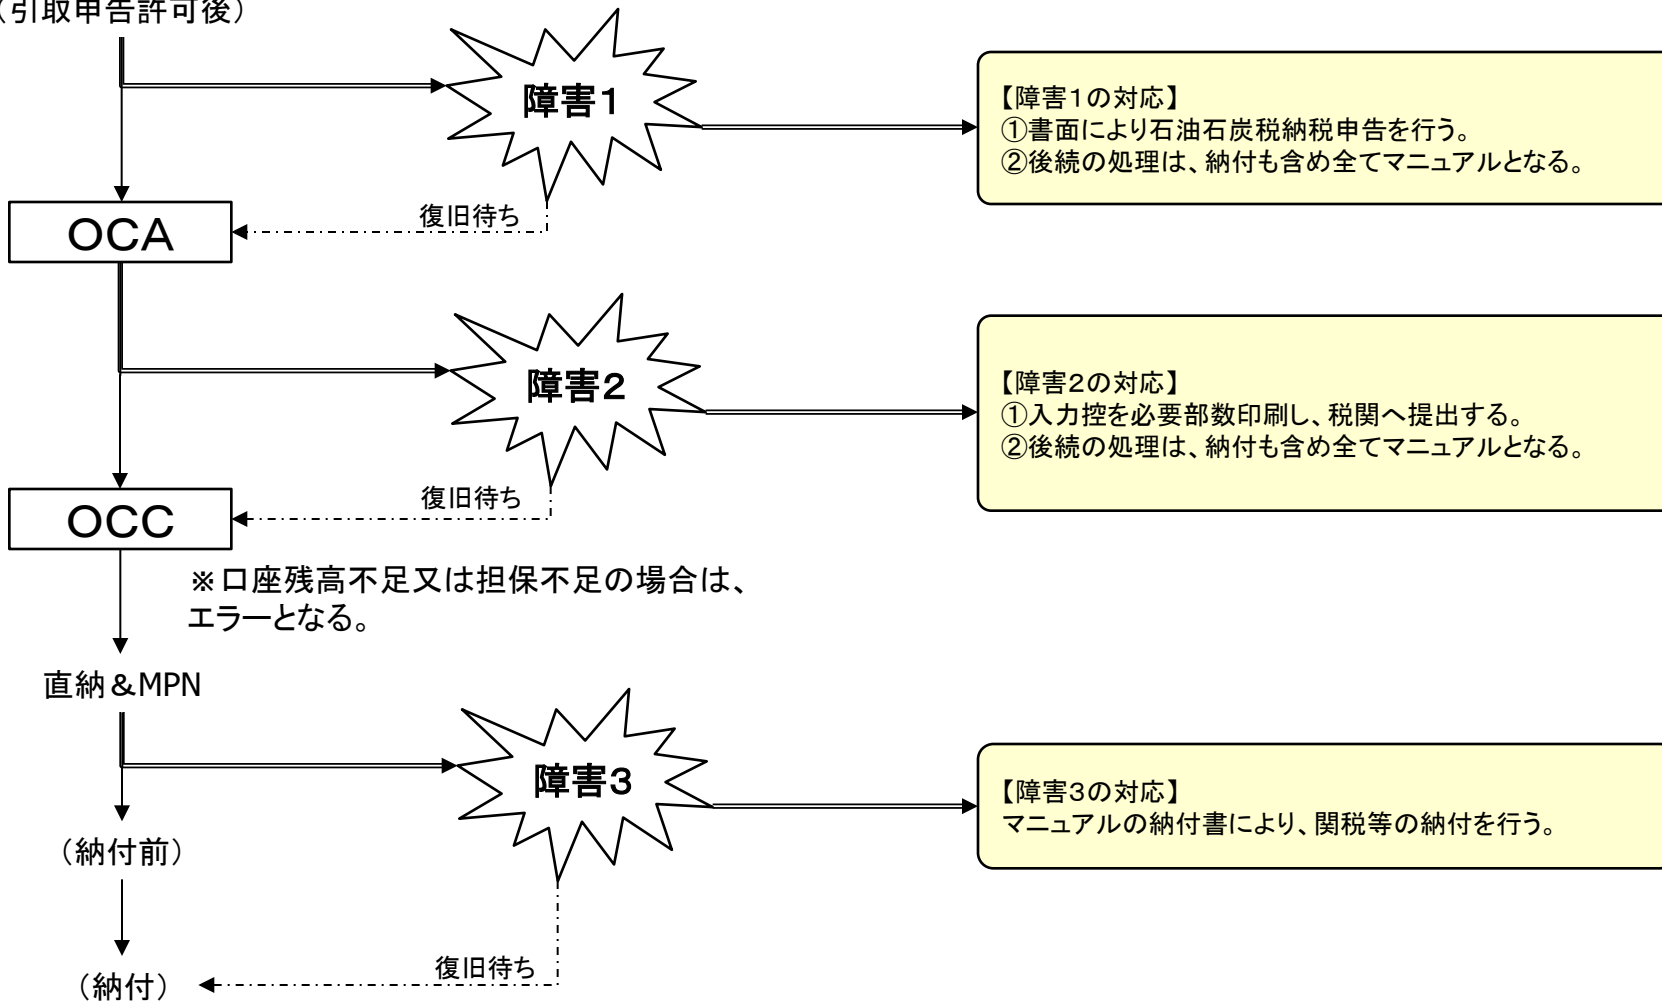 （引取申告許可後）
障害１
【障害１の対応】
①書面により石油石炭税納税申告を行う。
②後続の処理は、納付も含め全てマニュアルとなる。
復旧待ち
ＯＣＡ
障害２
【障害２の対応】
①入力控を必要部数印刷し、税関へ提出する。
②後続の処理は、納付も含め全てマニュアルとなる。
復旧待ち
ＯＣＣ
※口座残高不足又は担保不足の場合は、
エラーとなる。
直納＆MPN
障害３
【障害３の対応】
マニュアルの納付書により、関税等の納付を行う。
（納付前）
復旧待ち
（納付）